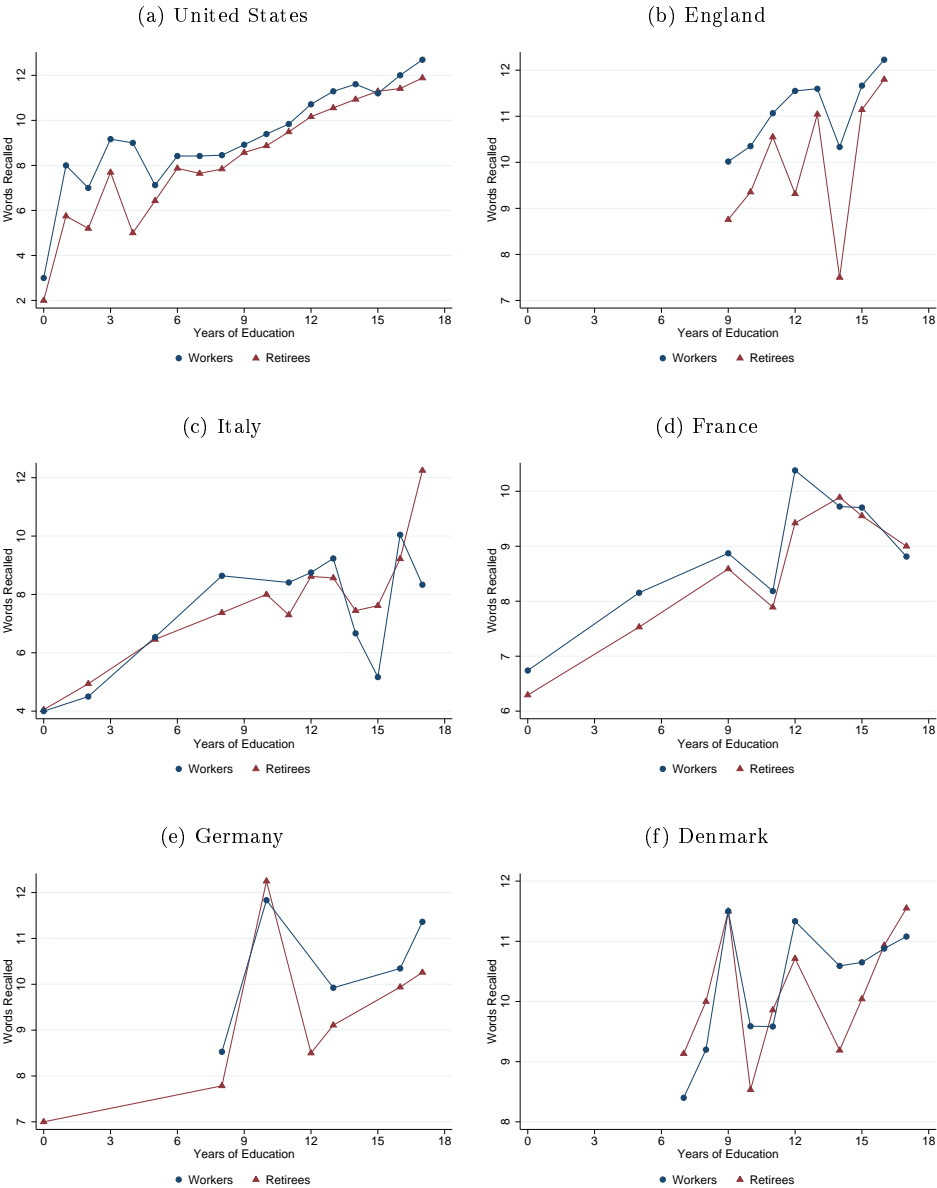 (a) United States
(b) England
Words Recalled
2 4 6 8 10 12
0 3 6 9 12 15 18
Years of Education
Workers Retirees
Words Recalled
7 8 9 10 11 12
0 3 6 9 12 15 18
Years of Education
Workers Retirees
(c) Italy
(d) France
Words Recalled
4 6 8 10 12
0 3 6 9 12 15 18
Years of Education
Workers Retirees
Words Recalled
6 7 8 9 10
0 3 6 9 12 15 18
Years of Education
Workers Retirees
(e) Germany
(f) Denmark
Words Recalled
7 8 9 10 11 12
0 3 6 9 12 15 18
Years of Education
Workers Retirees
Words Recalled
8 9 10 11 12
0 3 6 9 12 15 18
Years of Education
Workers Retirees